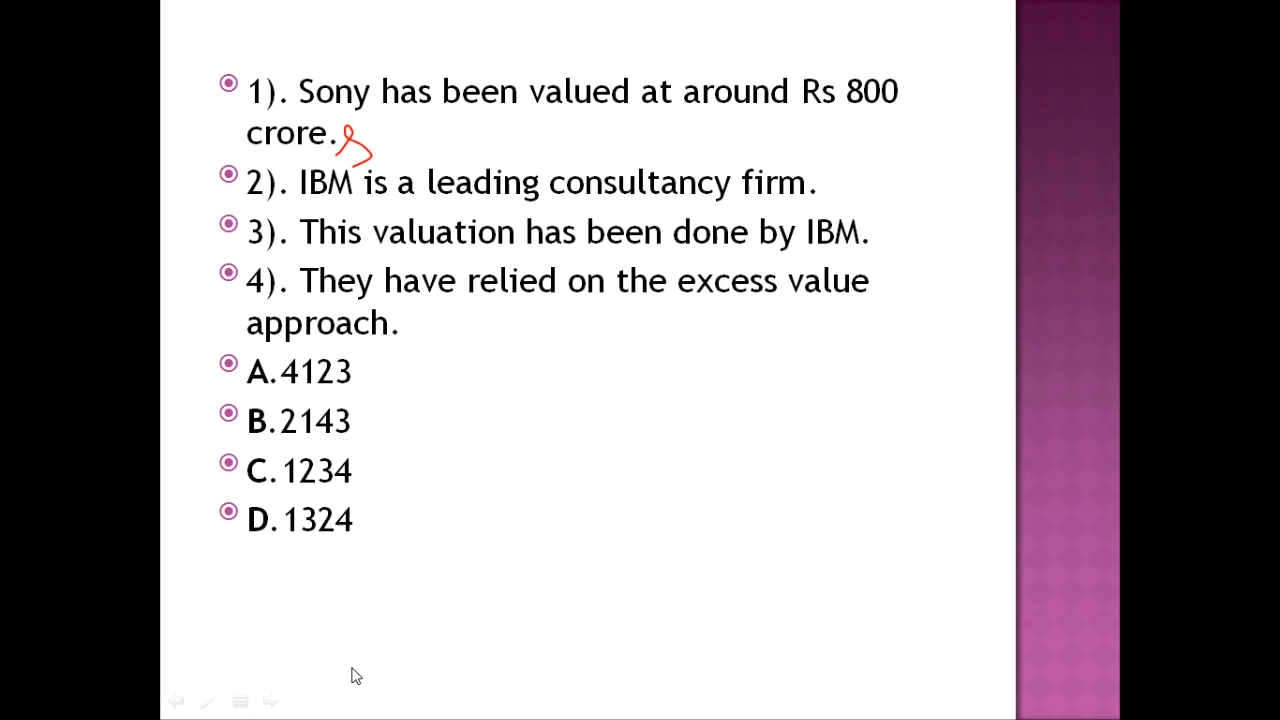 1). Sony has been valued at around Rs 800
crore.
2). IBM is a leading consultancy firm.
3). This valuation has been done by IBM.
4). They have relied on the excess value
approach.
A.4123
B.2143
C.1234
D.1324